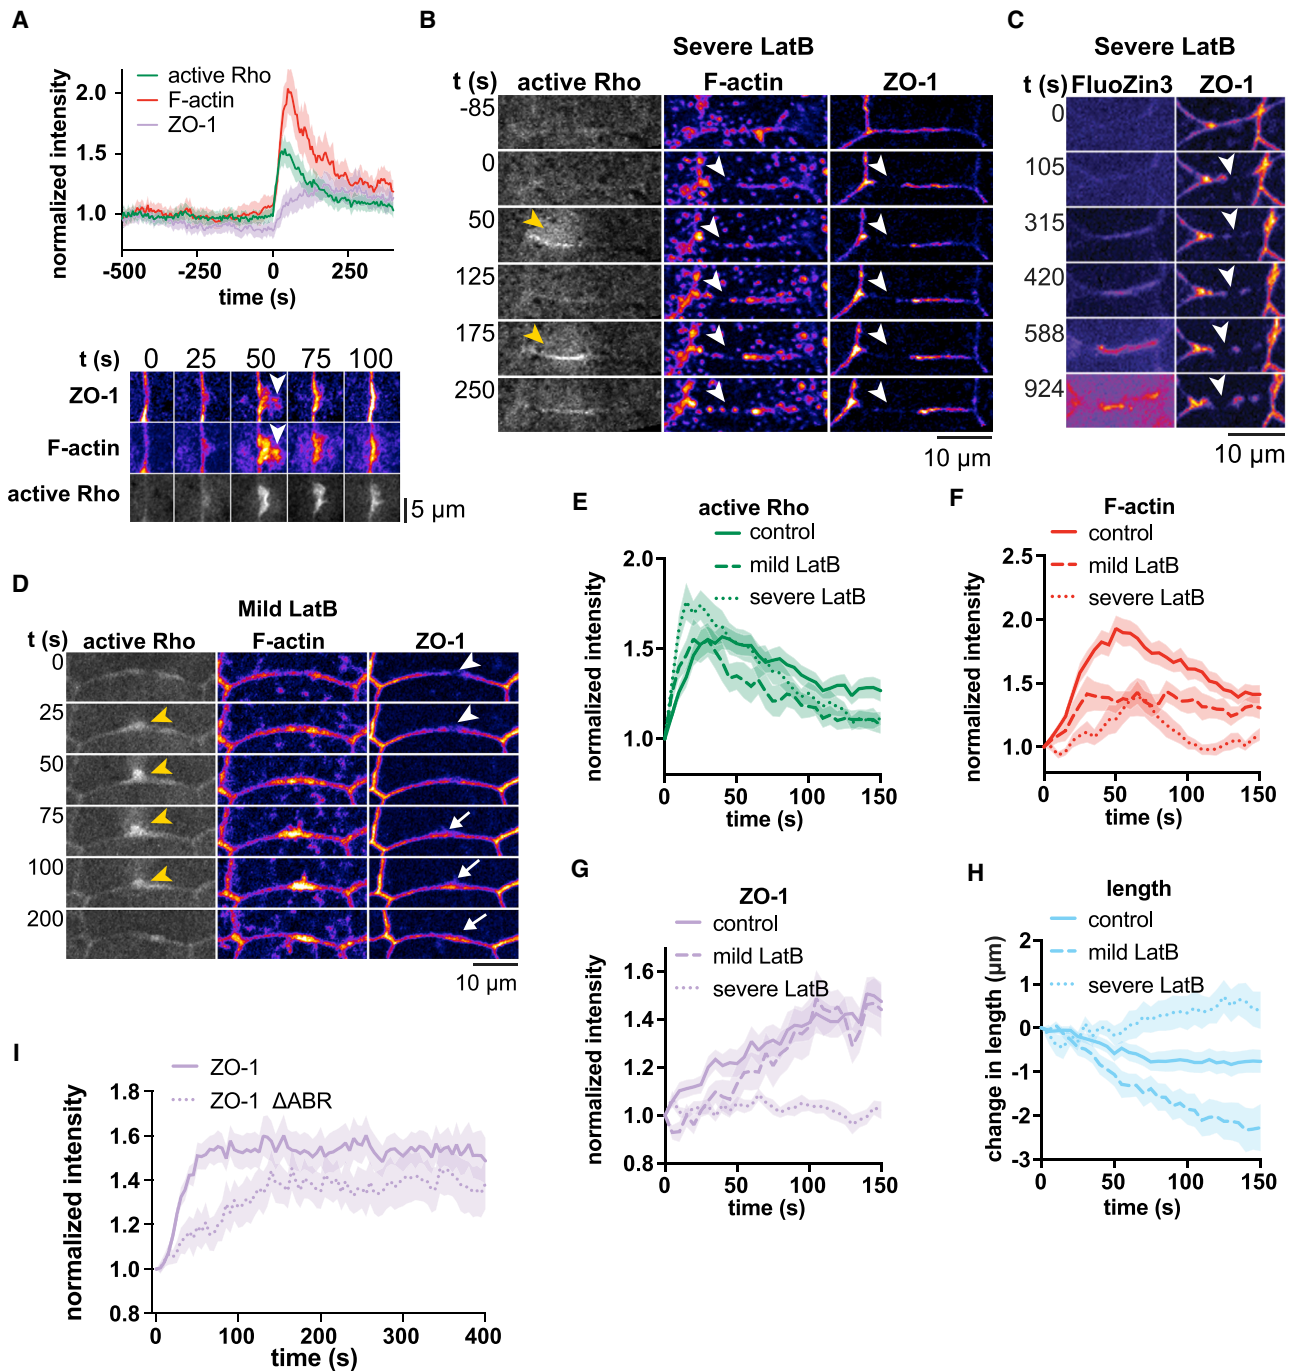 A
normalized intensity
2.0
1.5
1.0
active Rho
F-actin
ZO-1
-500
-250
0
250
time (s)
t (s)
0
25
50
75
100
ZO-1
F-actin
active Rho
5 µm
B
Severe LatB
t (s)
active Rho
F-actin
ZO-1
-85
0
50
125
175
250
10 µm
C
Severe LatB
t (s)
FluoZin3
ZO-1
0
105
315
420
588
924
10 µm
D
Mild LatB
t (s)
active Rho
F-actin
ZO-1
0
25
50
75
100
200
10 µm
E
active Rho
control
mild LatB
severe LatB
normalized intensity
2.0
1.5
1.0
0
50
100
150
time (s)
F
F-actin
control
mild LatB
severe LatB
normalized intensity
2.5
2.0
1.5
1.0
0
50
100
150
time (s)
G
ZO-1
control
mild LatB
severe LatB
normalized intensity
1.6
1.4
1.2
1.0
0.8
0
50
100
150
time (s)
H
length
control
mild LatB
severe LatB
change in length (µm)
2
1
0
-1
-2
-3
0
50
100
150
time (s)
I
ZO-1
ZO-1 ΔABR
normalized intensity
1.8
1.6
1.4
1.2
1.0
0.8
0
100
200
300
400
time (s)